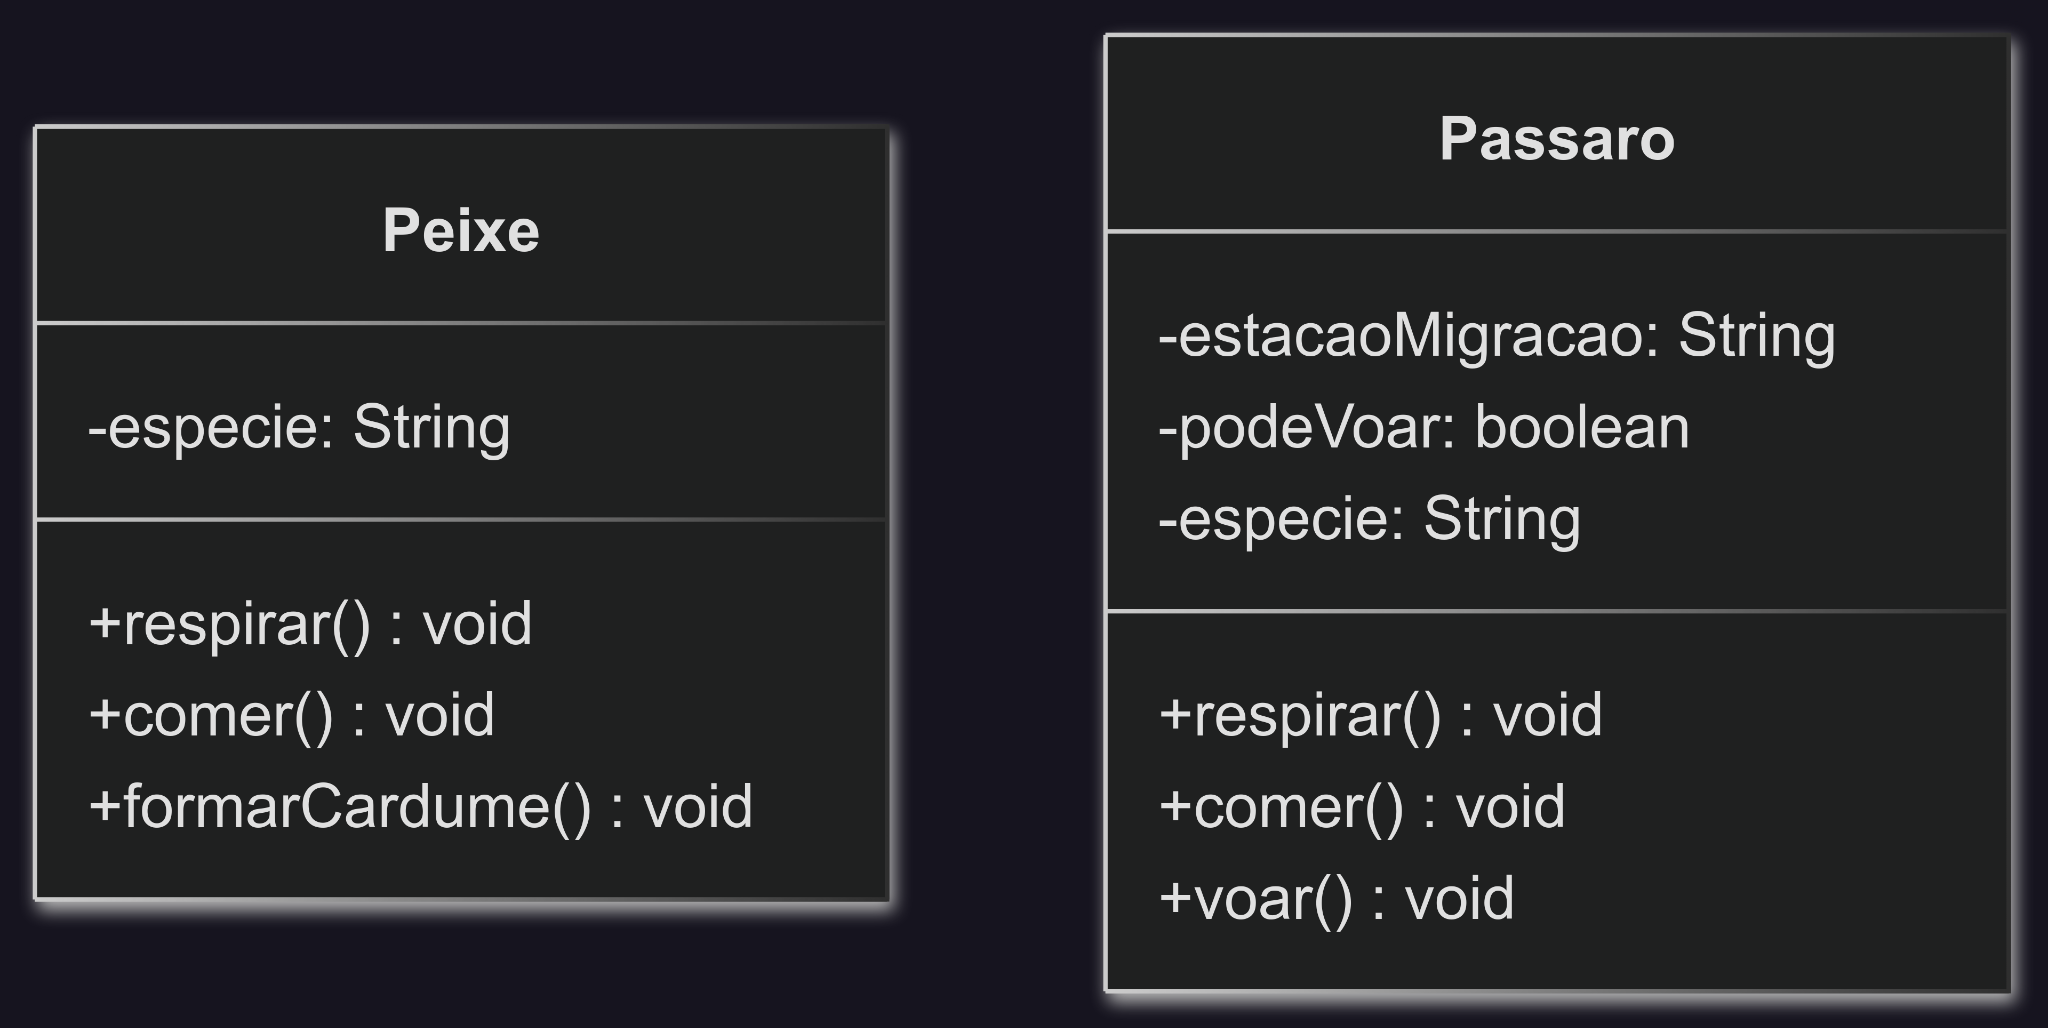 Peixe
-especie: String
+respirar() : void
+comer() : void
+formarCardume() : void
Passaro
-estacaoMigracao: String
-podeVoar: boolean
-especie: String
+respirar() : void
+comer() : void
+voar() : void